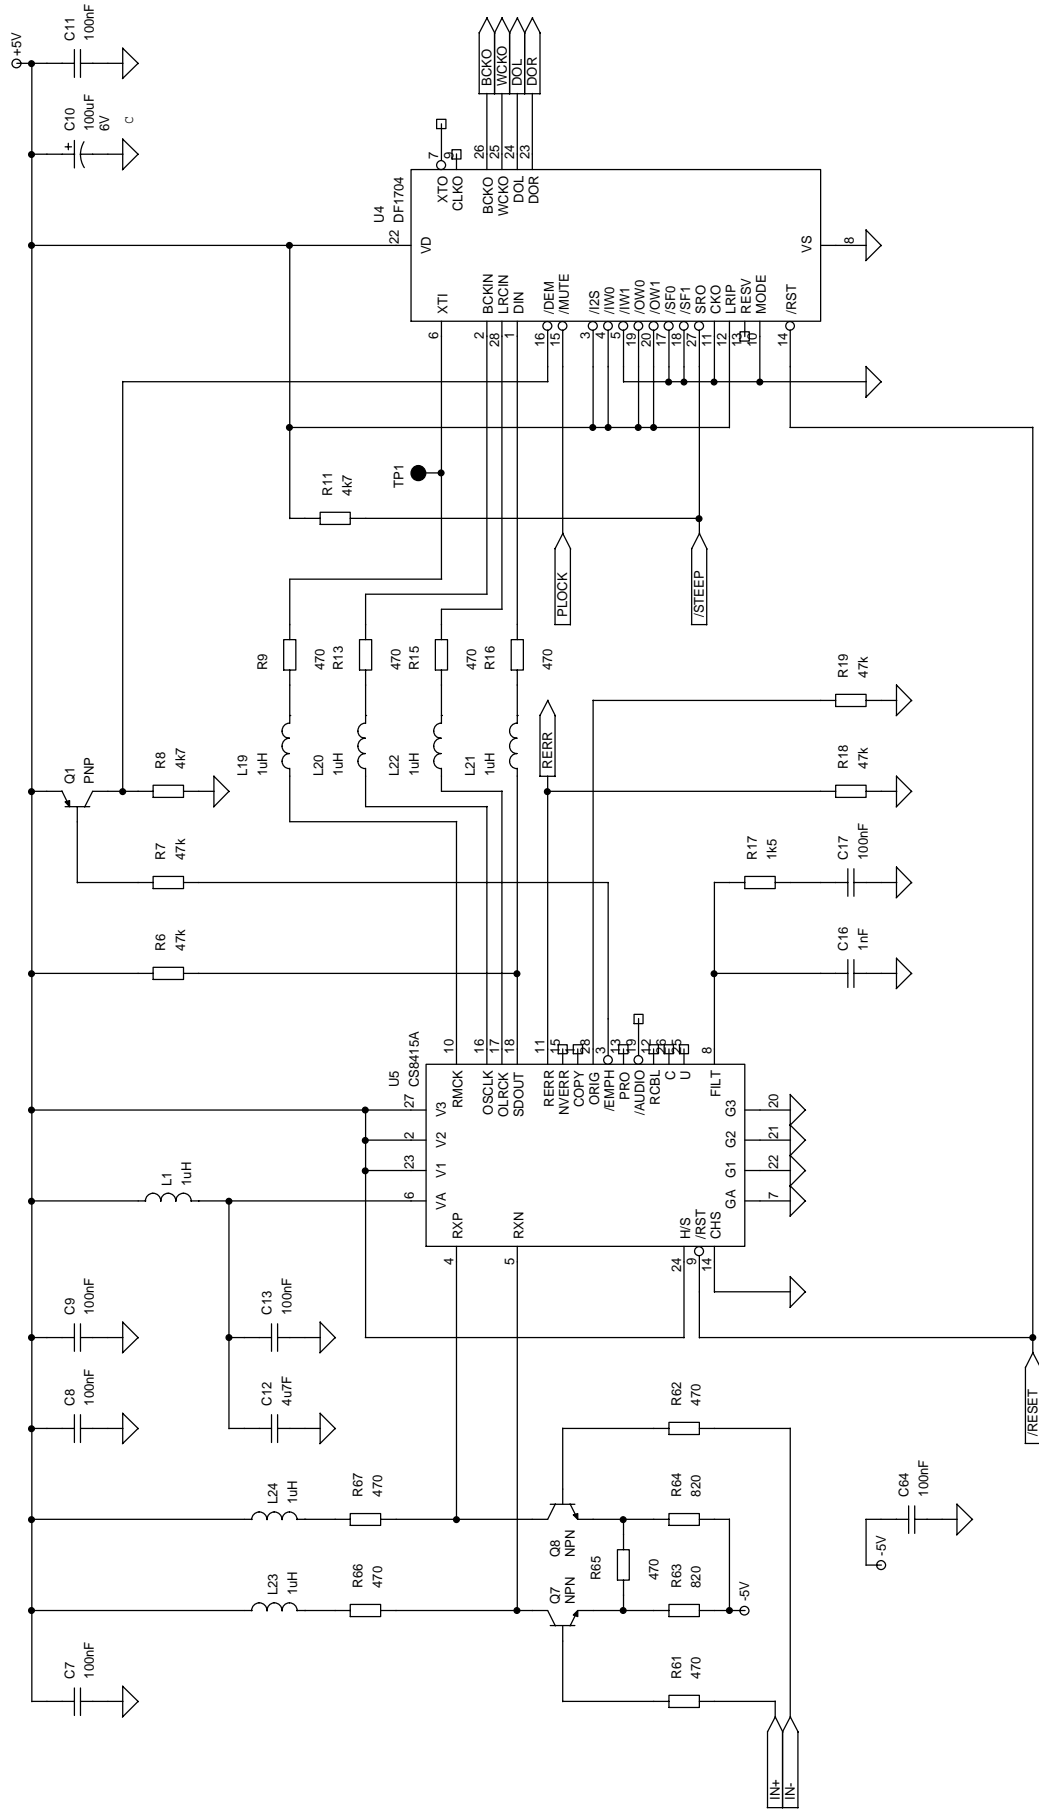 +5V
C7
100nF
L23
1uH
L24
1uH
C8
100nF
C9
100nF
L1
1uH
R6
47k
R7
47k
Q1
PNP
R8
4k7
C10
100uF
6V
+
C
C11
100nF
R66
470
R67
470
C12
4u7F
C13
100nF
L19
1uH
R9
470
L20
1uH
R13
470
L22
1uH
R15
470
L21
1uH
R16
470
R11
4k7
TP1
U5
CS8415A
6
23
2
27
VA
V1
V2
V3
4
RXP
5
RXN
24
H/S
9
/RST
14
CHS
RMCK
10
OSCLK
16
OLRCK
17
SDOUT
18
RERR
11
NVERR
15
COPY
1
ORIG
28
/EMPH
3
PRO
13
/AUDIO
19
RCBL
12
C
26
U
25
FILT
8
GA
G1
G2
G3
7
22
21
20
U4
DF1704
22
VD
6
XTI
2
BCKIN
28
LRCIN
1
DIN
16
/DEM
15
/MUTE
3
/I2S
4
/IW0
5
/IW1
19
/OW0
20
/OW1
17
/SF0
18
/SF1
27
SRO
11
CKO
12
LRIP
13
RESV
10
MODE
14
/RST
XTO
7
CLKO
9
BCKO
26
WCKO
25
DOL
24
DOR
23
VS
8
BCKO
WCKO
DOL
DOR
RERR
PLOCK
/STEEP
Q7
NPN
Q8
NPN
R65
470
R61
470
R63
820
R64
820
R62
470
-5V
R17
1k5
C16
1nF
C17
100nF
R18
47k
R19
47k
IN+
IN-
-5V
C64
100nF
/RESET